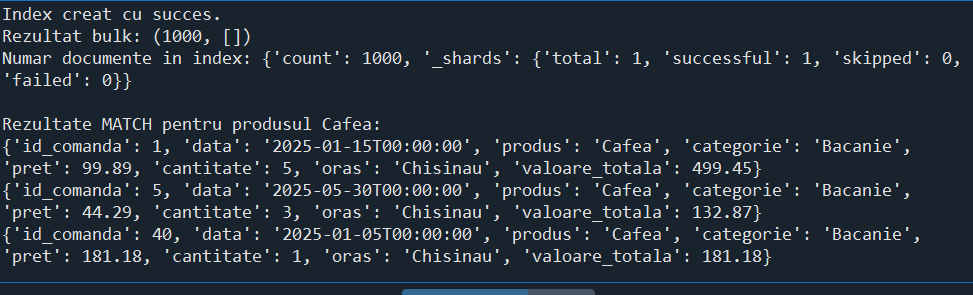 Index creat cu succes.
Rezultat bulk: (1000, [])
Numar documente in index: {'count': 1000, '_shards': {'total': 1, 'successful': 1, 'skipped': 0,
'failed': 0}}
Rezultate MATCH pentru produsul Cafea:
{'id_comanda': 1, 'data': '2025-01-15T00:00:00', 'produs': 'Cafea', 'categorie': 'Bacanie',
'pret': 99.89, 'cantitate': 5, 'oras': 'Chisinau', 'valoare_totala': 499.45}
{'id_comanda': 5, 'data': '2025-05-30T00:00:00', 'produs': 'Cafea', 'categorie': 'Bacanie',
'pret': 44.29, 'cantitate': 3, 'oras': 'Chisinau', 'valoare_totala': 132.87}
{'id_comanda': 40, 'data': '2025-01-05T00:00:00', 'produs': 'Cafea', 'categorie': 'Bacanie',
'pret': 181.18, 'cantitate': 1, 'oras': 'Chisinau', 'valoare_totala': 181.18}